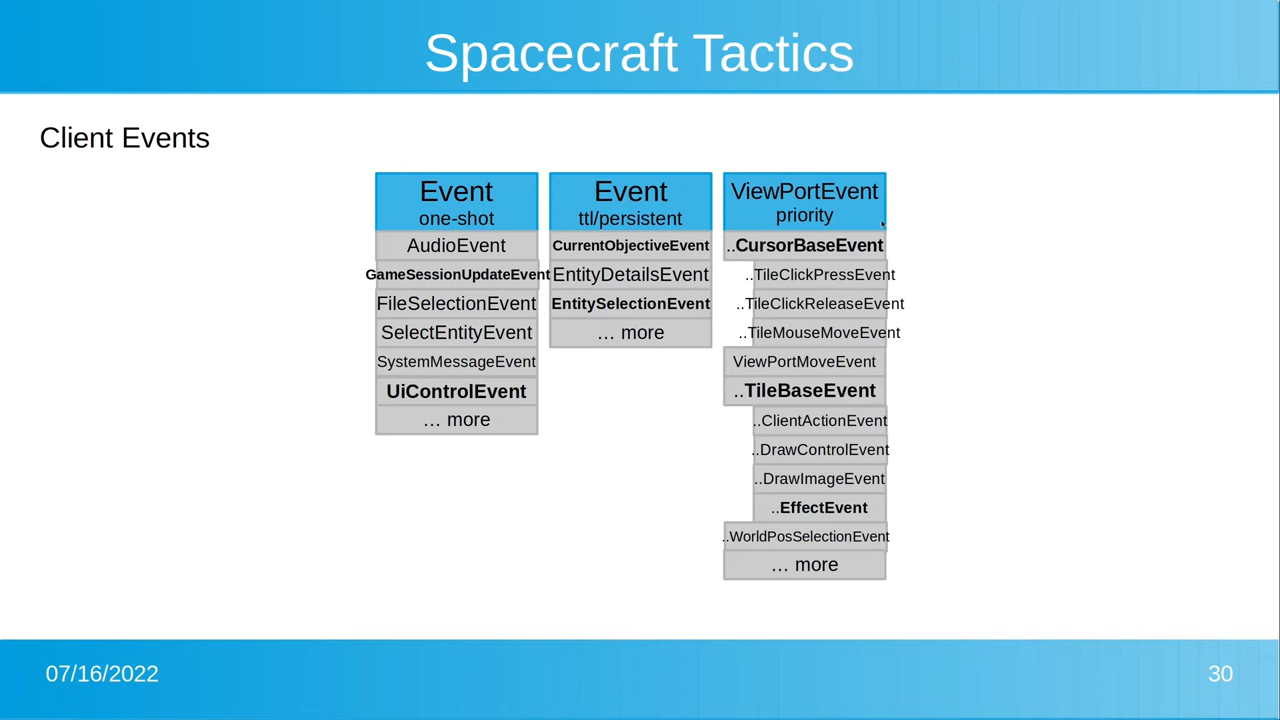 Spacecraft Tactics
Client Events
Event
one-shot
AudioEvent
GameSessionUpdateEvent
FileSelectionEvent
SelectEntityEvent
SystemMessageEvent
UiControlEvent
… more
Event
ttl/persistent
CurrentObjectiveEvent
EntityDetailsEvent
EntitySelectionEvent
… more
ViewPortEvent
priority
..CursorBaseEvent
..TileClickPressEvent
..TileClickReleaseEvent
..TileMouseMoveEvent
ViewPortMoveEvent
..TileBaseEvent
..ClientActionEvent
..DrawControlEvent
..DrawImageEvent
..EffectEvent
..WorldPosSelectionEvent
… more
07/16/2022
30